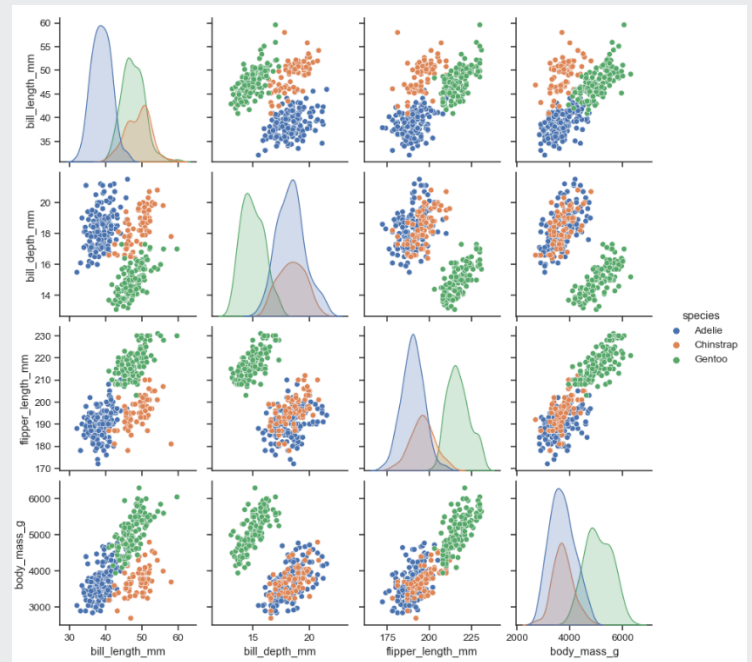 60
55
50
45
40
35
bill_length_mm
20
18
16
14
bill_depth_mm
230
220
210
200
190
180
170
flipper_length_mm
6000
5000
4000
3000
body_mass_g
species
Adelie
Chinstrap
Gentoo
30 40 50 60
bill_length_mm
15 20
bill_depth_mm
175 200 225
flipper_length_mm
2000 4000 6000
body_mass_g